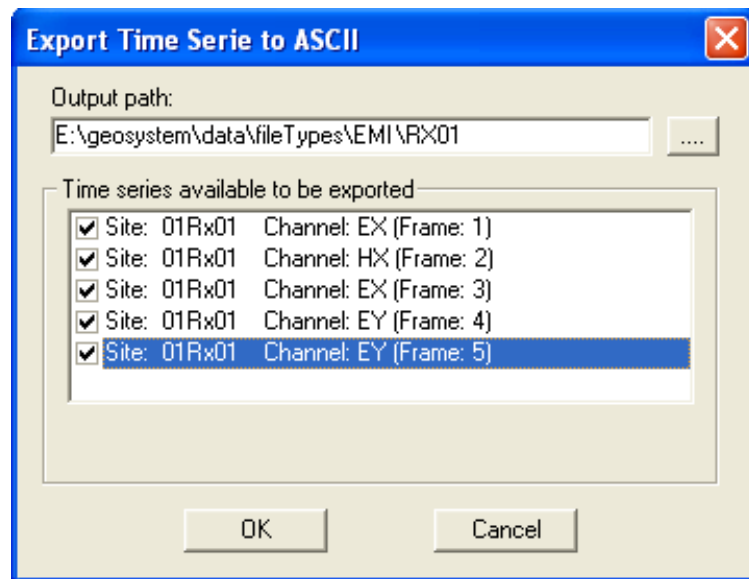 Export Time Serie to ASCII
Output path:
E:\geosystem\data\fileTypes\EMI\RX01
....
Time series available to be exported
Site: 01Rx01 Channel: EX (Frame: 1)
Site: 01Rx01 Channel: HX (Frame: 2)
Site: 01Rx01 Channel: EX (Frame: 3)
Site: 01Rx01 Channel: EY (Frame: 4)
Site: 01Rx01 Channel: EY (Frame: 5)
OK Cancel